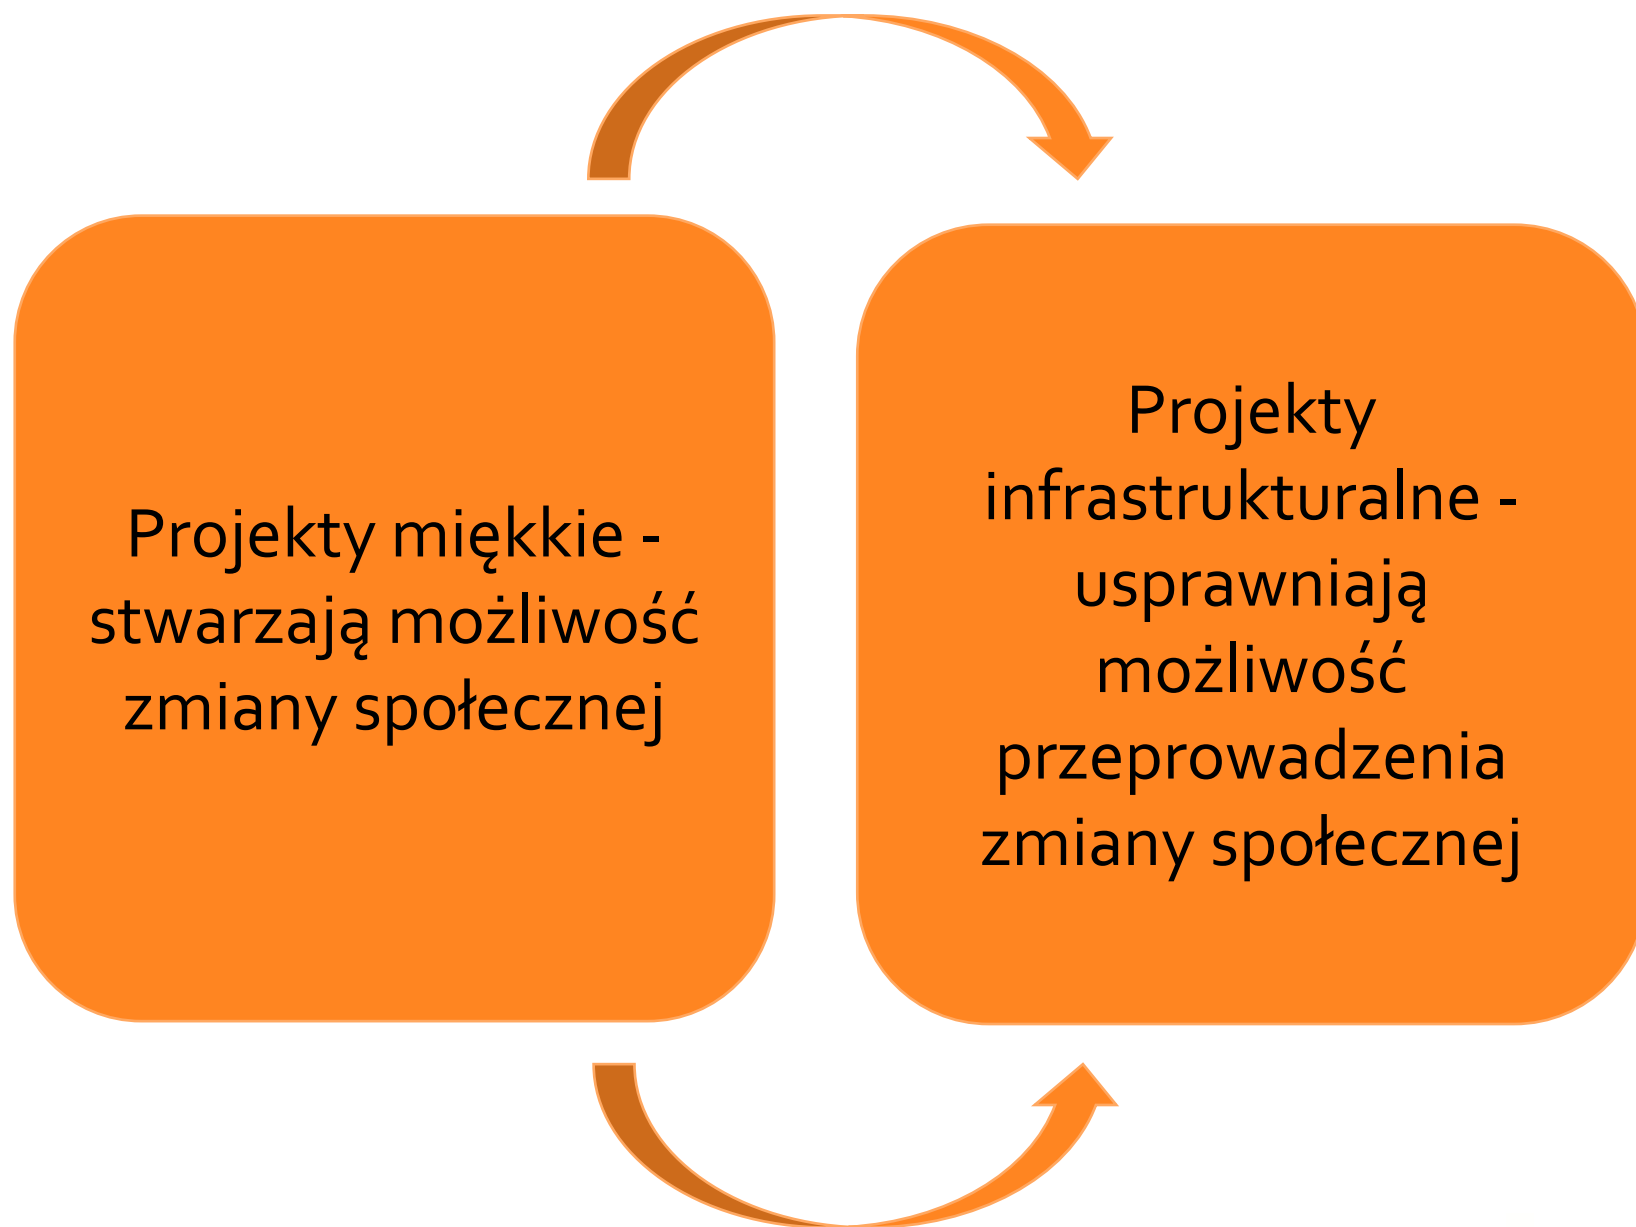 Projekty miękkie -
stwarzają możliwość
zmiany społecznej
Projekty
infrastrukturalne -
usprawniają
możliwość
przeprowadzenia
zmiany społecznej